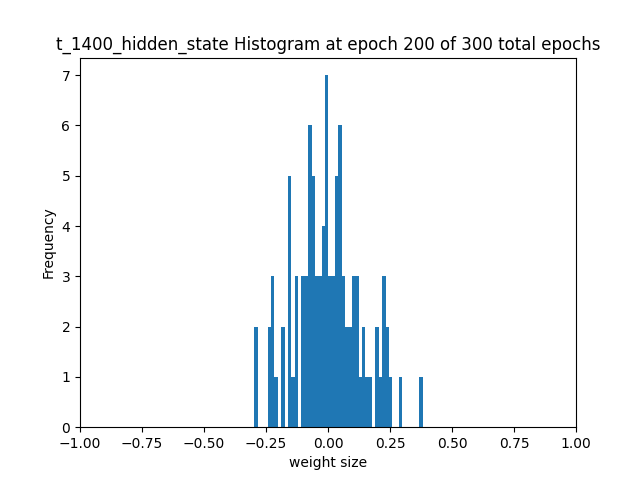 t_1400_hidden_state Histogram at epoch 200 of 300 total epochs
7
6
5
4
3
2
1
0
Frequency
−1.00 −0.75 −0.50 −0.25 0.00 0.25 0.50 0.75 1.00
weight size